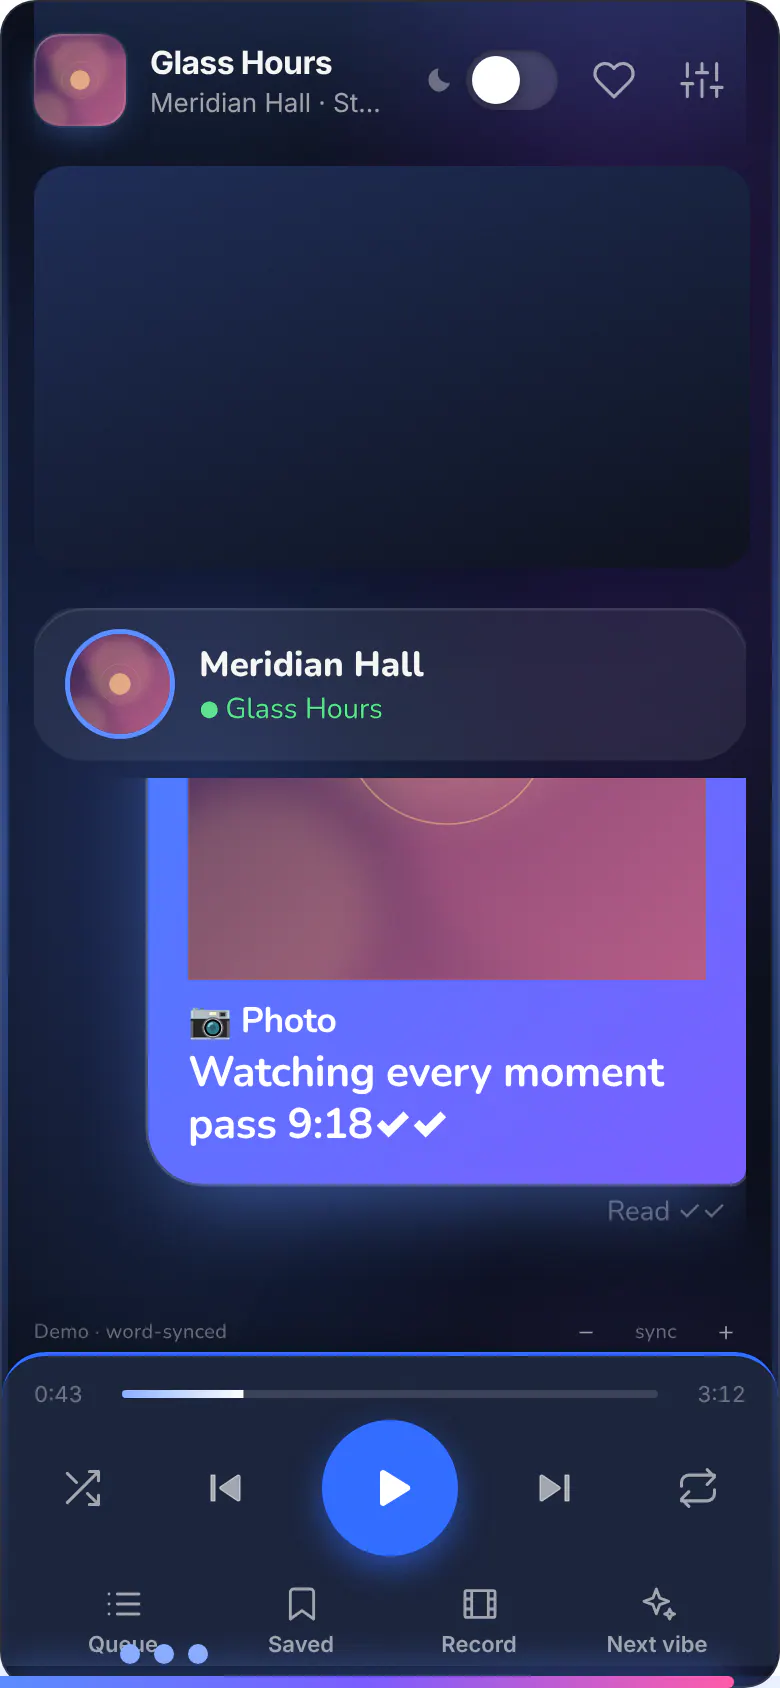 Glass Hours
Meridian Hall · St...
Meridian Hall
Glass Hours
📷 Photo
Watching every moment
pass 9:18✔✔
Read ✓✓
Demo · word-synced
− sync +
0:43
3:12
Queue
Saved
Record
Next vibe